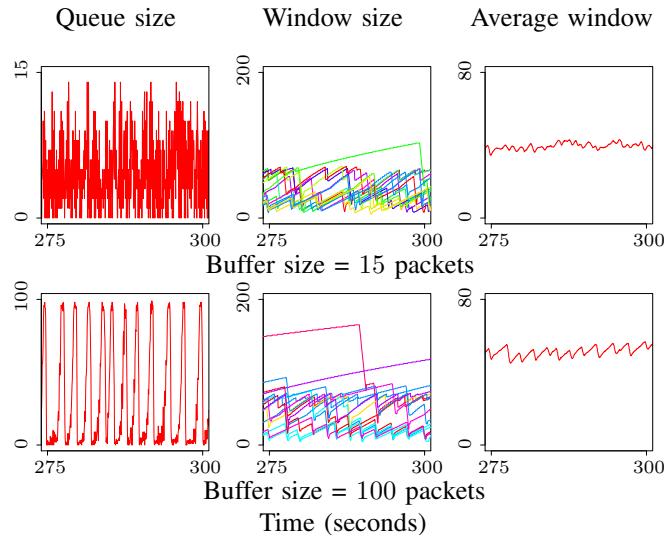 Queue size Window size Average window
15 200 80
0 0 0
275 300 275 300 275 300
Buffer size = 15 packets
100 200 80
0 0 0
275 300 275 300 275 300
Buffer size = 100 packets
Time (seconds)